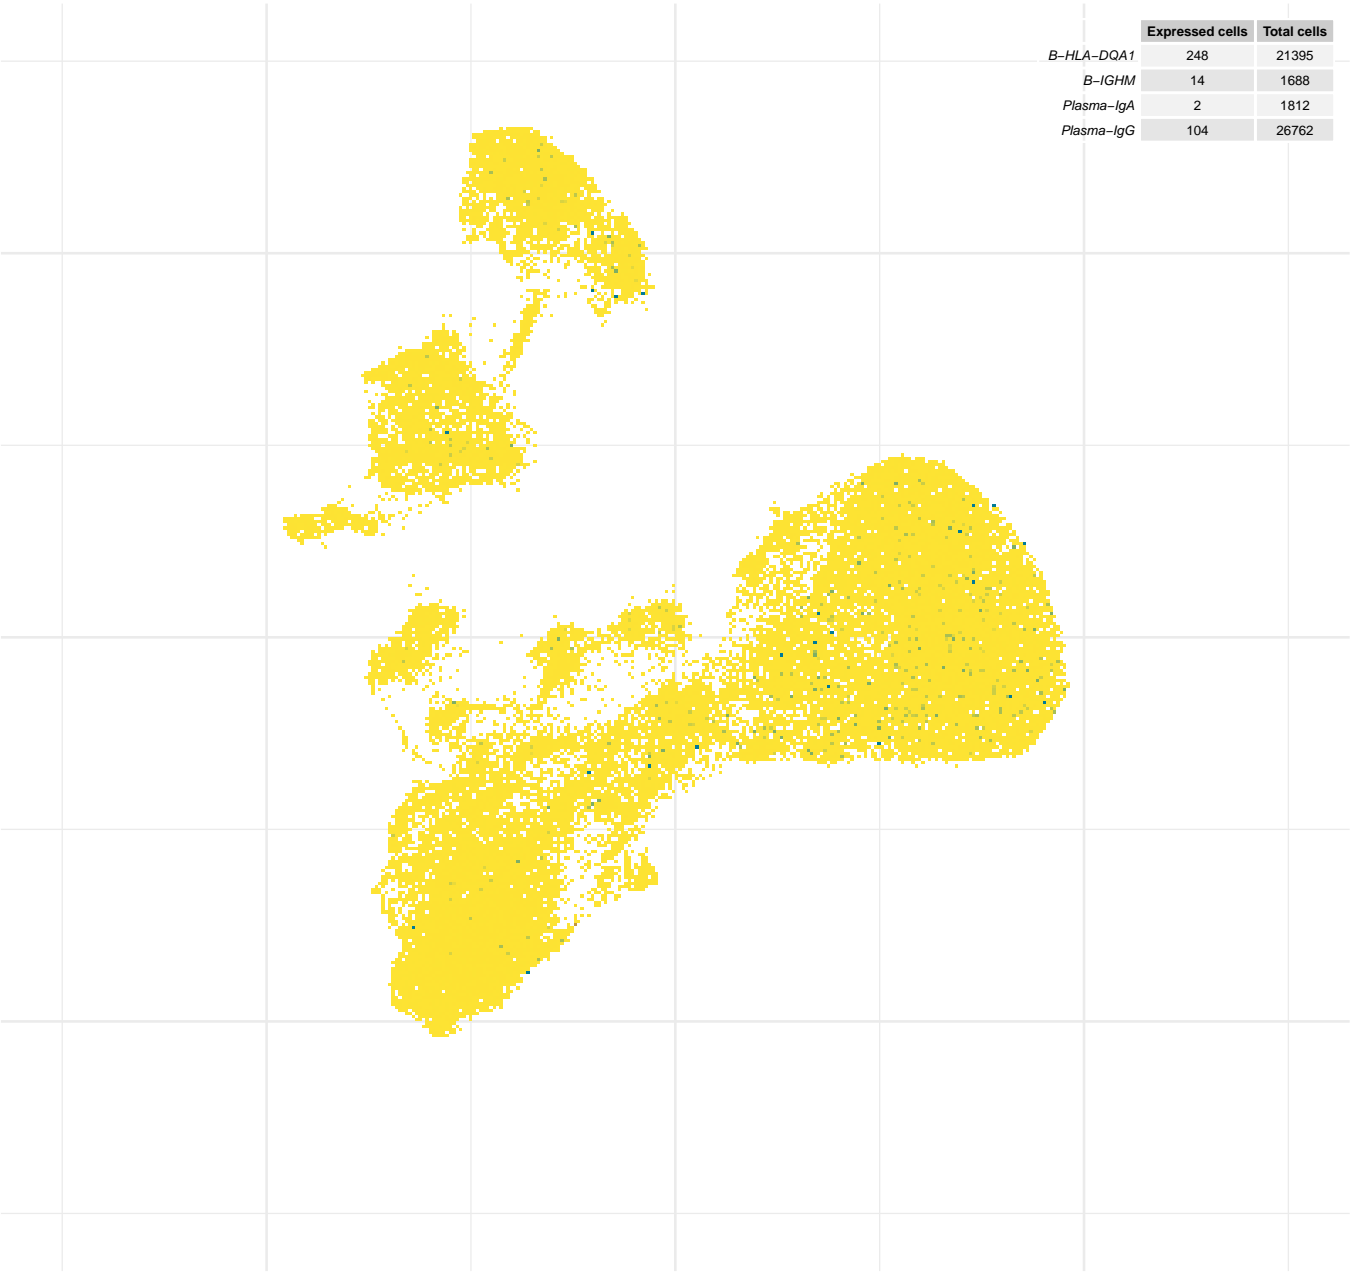 Expressed cells Total cells
B−HLA−DQA1 248 21395
B−IGHM 14 1688
Plasma−IgA 2 1812
Plasma−IgG 104 26762